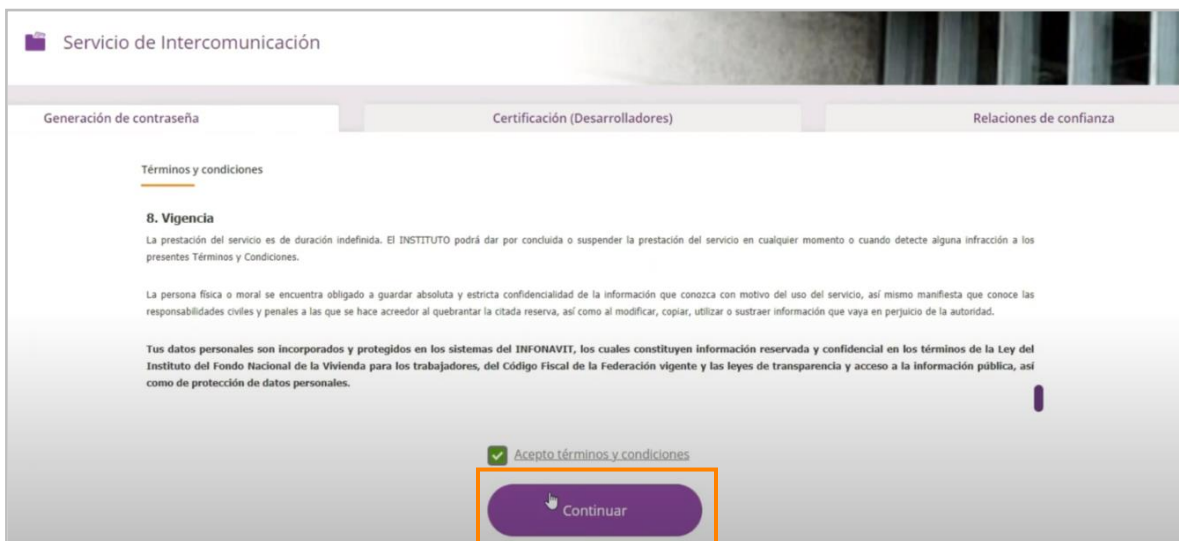 Servicio de Intercomunicación
Generación de contraseña
Certificación (Desarrolladores)
Relaciones de confianza
Términos y condiciones
8. Vigencia
La prestación del servicio es de duración indefinida. El INSTITUTO podrá dar por concluida o suspender la prestación del servicio en cualquier momento o cuando detecte alguna infracción a los
presentes Términos y Condiciones.
La persona física o moral se encuentra obligado a guardar absoluta y estricta confidencialidad de la información que conozca con motivo del uso del servicio, así mismo manifiesta que conoce las
responsabilidades civiles y penales a las que se hace acreedor al quebrantar la citada reserva, así como al modificar, copiar, utilizar o sustraer información que vaya en perjuicio de la autoridad.
Tus datos personales son incorporados y protegidos en los sistemas del INFONAVIT, los cuales constituyen información reservada y confidencial en los términos de la Ley del
Instituto del Fondo Nacional de la Vivienda para los trabajadores, del Código Fiscal de la Federación vigente y las leyes de transparencia y acceso a la información pública, así
como de protección de datos personales.
Acepto términos y condiciones
Continuar